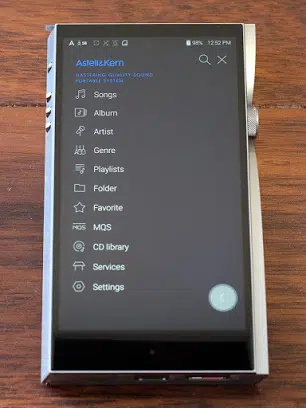 98% 12:52 PM
Astell&Kern
MASTERING QUALITY SOUND
PORTABLE SYSTEM
Songs
Album
Artist
Genre
Playlists
Folder
Favorite
MQS MQS
CD library
Services
Settings